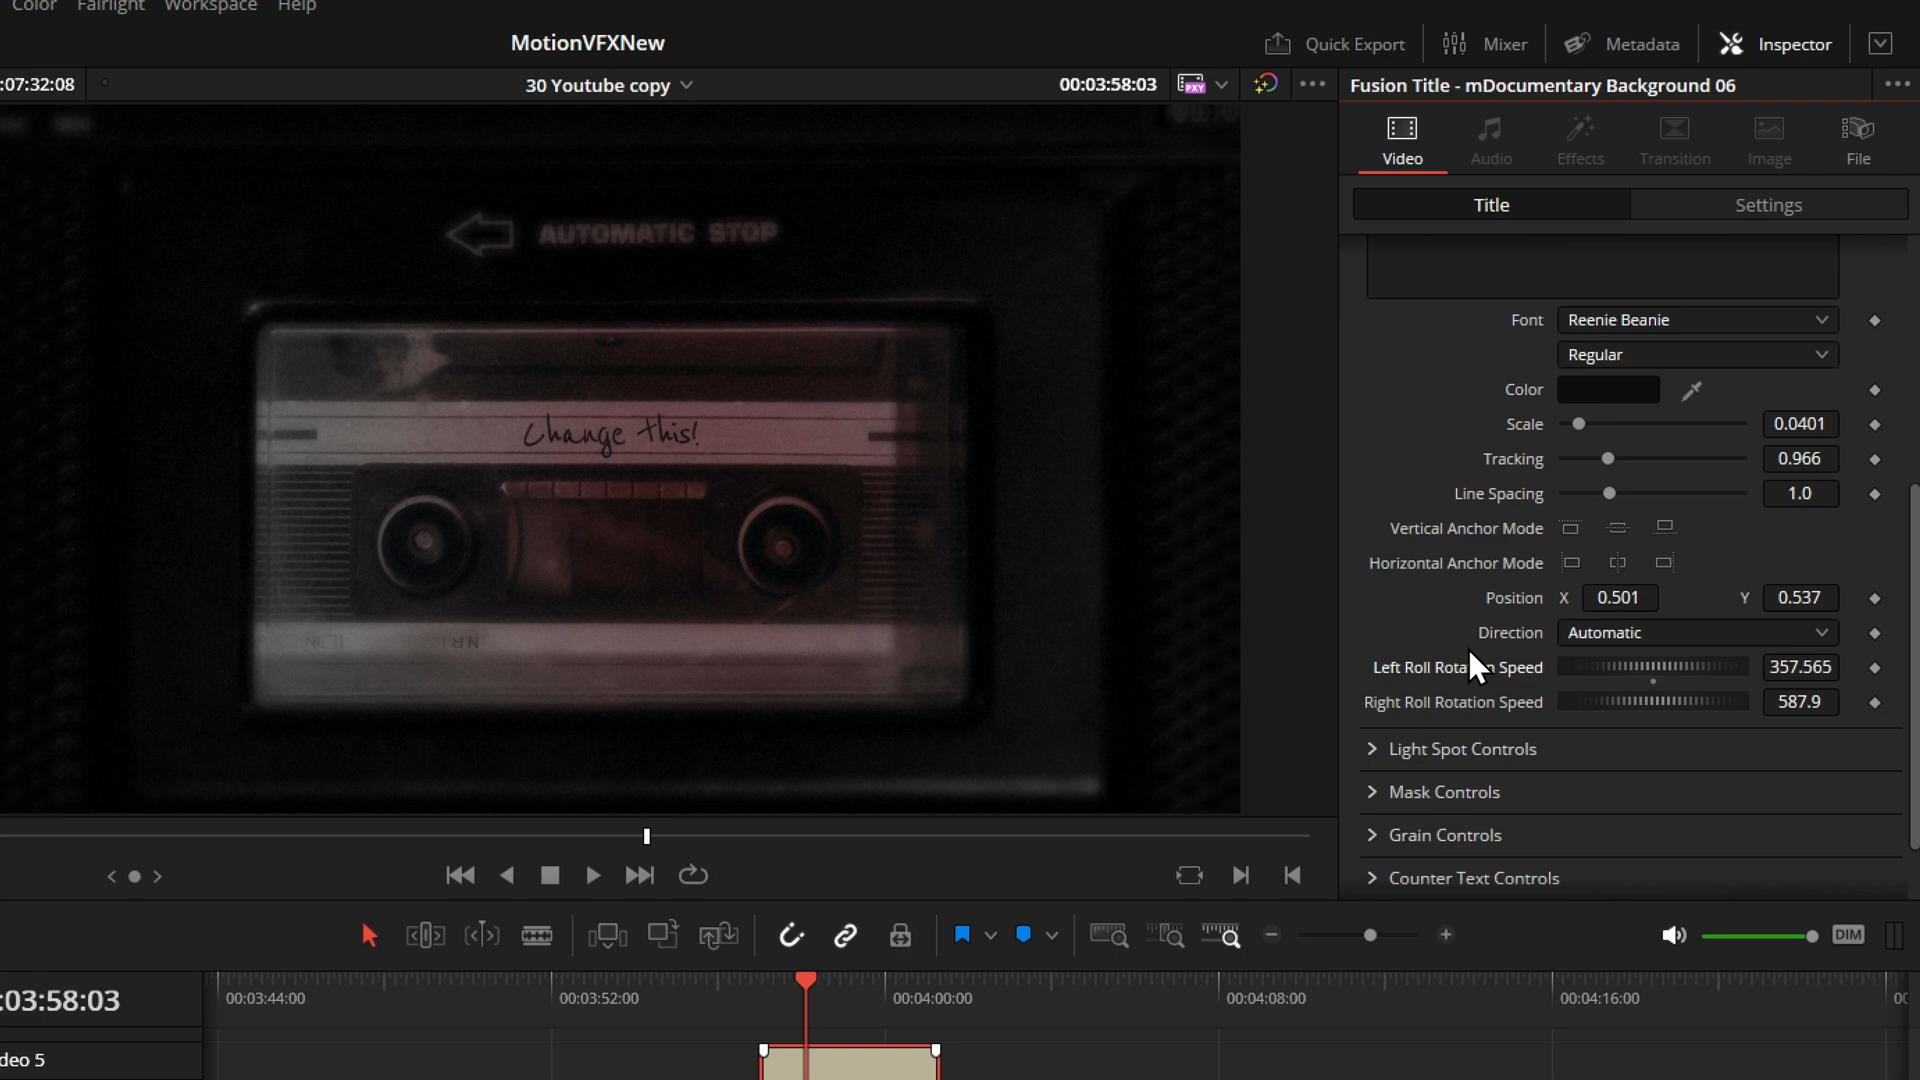 Color Fairlight Workspace Help
MotionVFXNew
Quick Export Mixer Metadata Inspector
:07:32:08
30 Youtube copy
00:03:58:03
PXY
Fusion Title - mDocumentary Background 06
Video Audio Effects Transition Image File
Title Settings
AUTOMATIC STOP
Change this!
Font Reenie Beanie
Regular
Color
Scale 0.0401
Tracking 0.966
Line Spacing 1.0
Vertical Anchor Mode
Horizontal Anchor Mode
Position X 0.501 Y 0.537
Direction Automatic
Left Roll Rotation Speed 357.565
Right Roll Rotation Speed 587.9
Light Spot Controls
Mask Controls
Grain Controls
Counter Text Controls
DIM
:03:58:03
00:03:44:00 00:03:52:00 00:04:00:00 00:04:08:00 00:04:16:00 00
deo 5